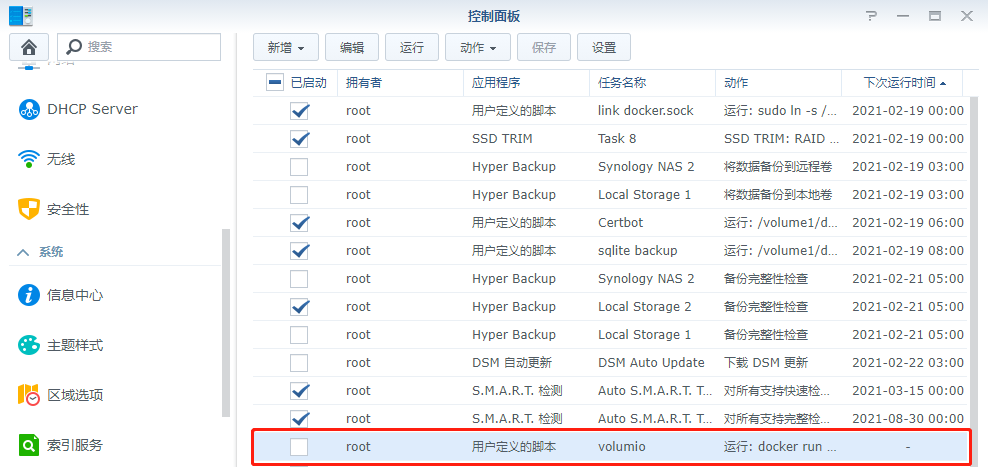 控制面板
搜索
新增 编辑 运行 动作 保存 设置
DHCP Server
无线
安全性
系统
信息中心
主题样式
区域选项
索引服务
已启动 拥有者 应用程序 任务名称 动作 下次运行时间
root 用户定义的脚本 link docker.sock 运行: sudo ln -s /... 2021-02-19 00:00
root SSD TRIM Task 8 SSD TRIM: RAID ... 2021-02-19 00:00
root Hyper Backup Synology NAS 2 将数据备份到远程卷 2021-02-19 03:00
root Hyper Backup Local Storage 1 将数据备份到本地卷 2021-02-19 03:00
root 用户定义的脚本 Certbot 运行: /volume1/d... 2021-02-19 06:00
root 用户定义的脚本 sqlite backup 运行: /volume1/d... 2021-02-19 08:00
root Hyper Backup Synology NAS 2 备份完整性检查 2021-02-21 05:00
root Hyper Backup Local Storage 2 备份完整性检查 2021-02-21 05:00
root Hyper Backup Local Storage 1 备份完整性检查 2021-02-21 05:00
root DSM 自动更新 DSM Auto Update 下载 DSM 更新 2021-02-22 03:00
root S.M.A.R.T. 检测 Auto S.M.A.R.T. T... 对所有支持快速检... 2021-03-15 00:00
root S.M.A.R.T. 检测 Auto S.M.A.R.T. T... 对所有支持完整检... 2021-08-30 00:00
root 用户定义的脚本 volumio 运行: docker run ... -